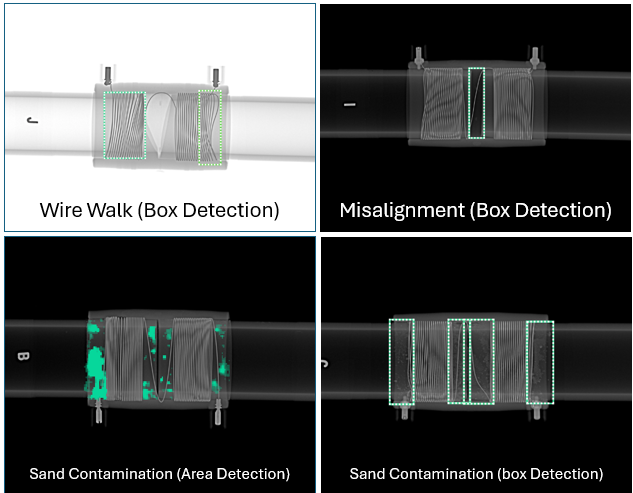 J
Wire Walk (Box Detection)
I
Misalignment (Box Detection)
B
Sand Contamination (Area Detection)
Sand Contamination (box Detection)